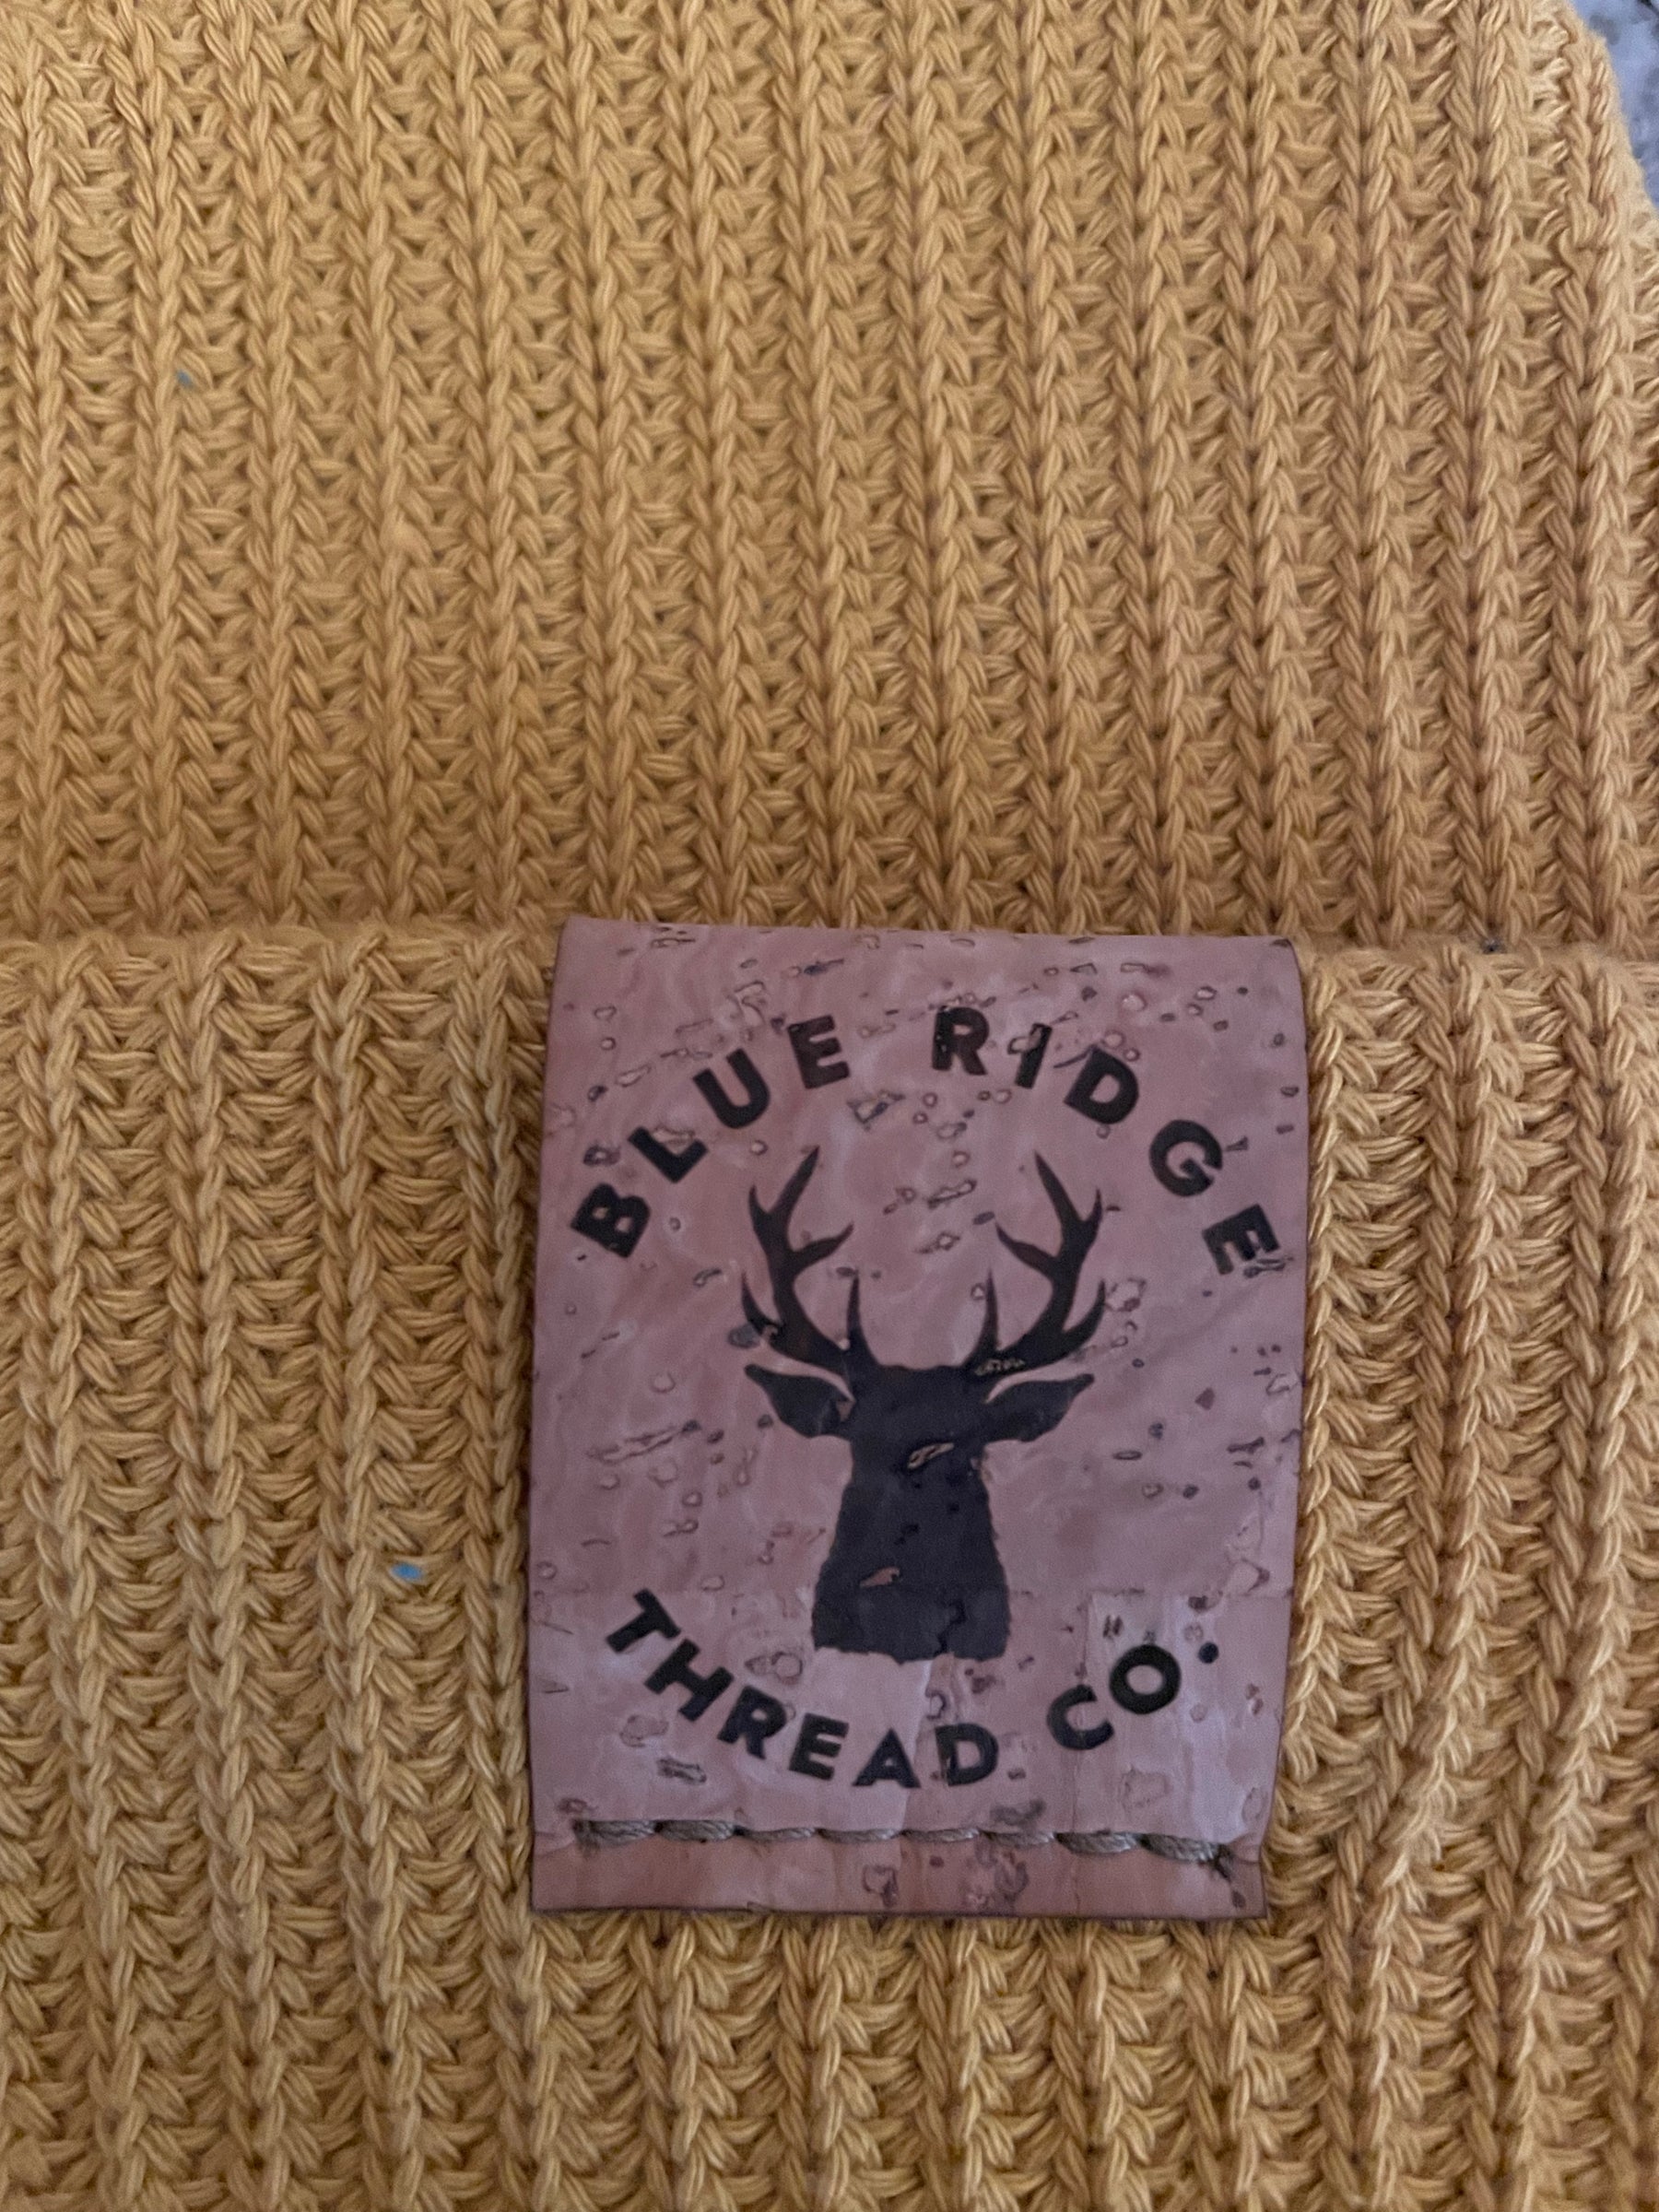 BLUE RIDGE
THREAD CO.